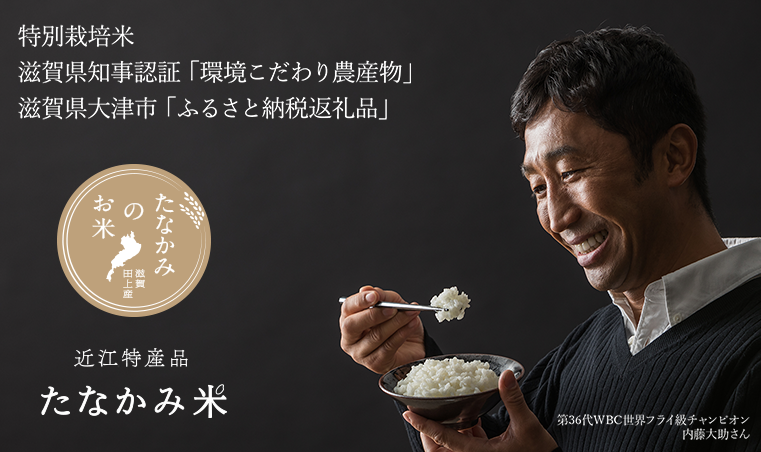 特別栽培米
滋賀県知事認証「環境こだわり農産物」
滋賀県大津市「ふるさと納税返礼品」
たなかみ
の
お米
滋賀
田上産
近江特産品
たなかみ米
第36代WBC世界フライ級チャンピオン
内藤大助さん